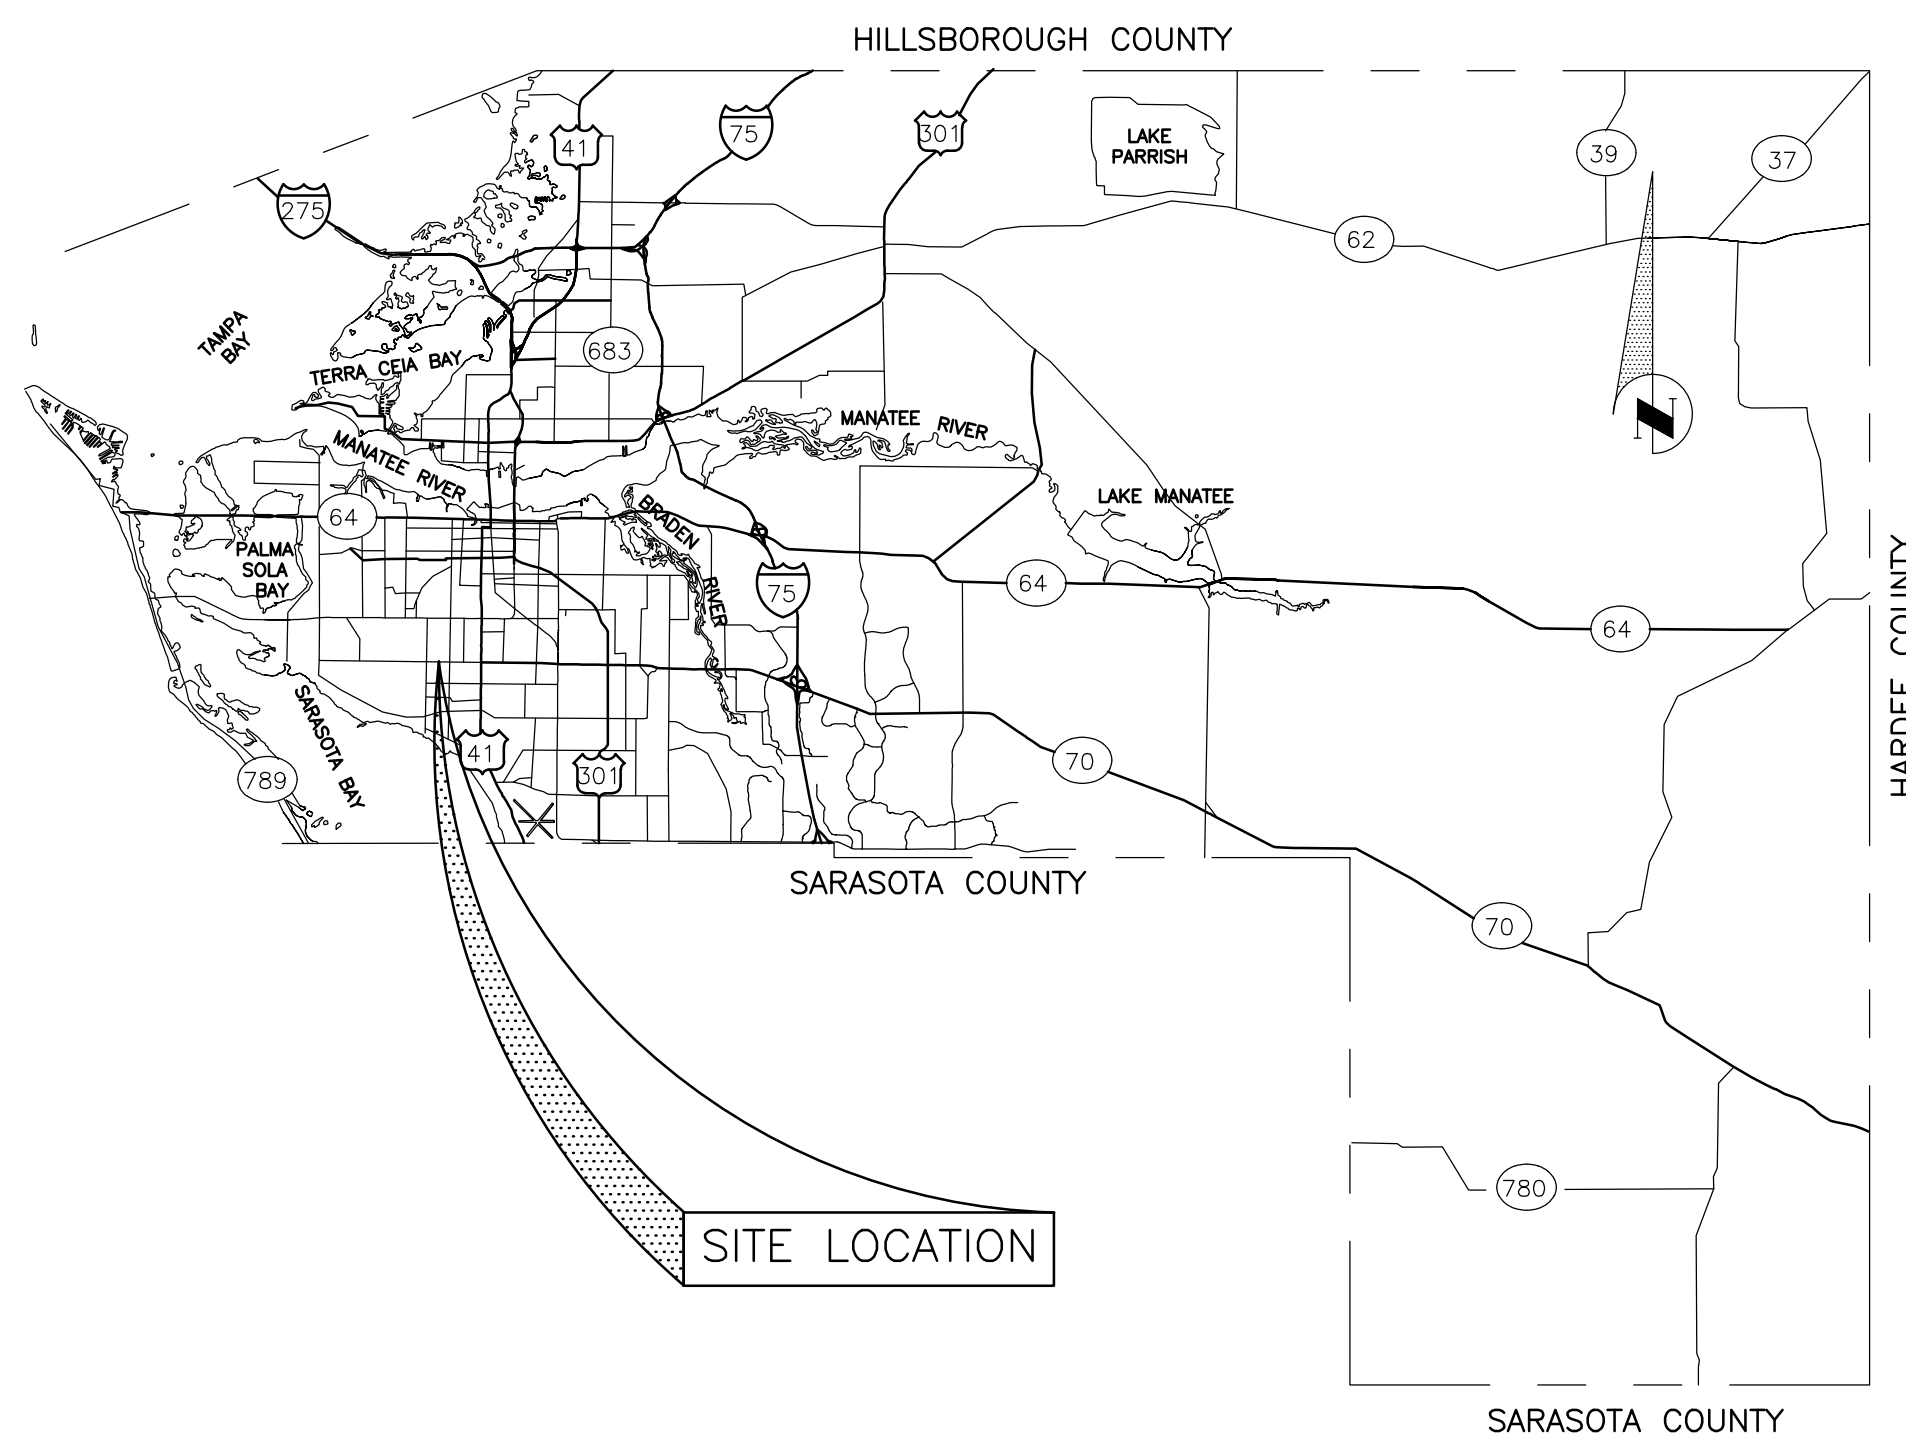 HILLSBOROUGH COUNTY
41
75
301
LAKE
PARRISH
39
37
275
62
TAMPA
BAY
683
TERRA CEIA BAY
MANATEE RIVER
MANATEE RIVER
N
LAKE MANATEE
64
BRADEN
RIVER
PALMA
SOLA
BAY
75
64
64
HARDEE COUNTY
SARASOTA BAY
789
41
301
70
SARASOTA COUNTY
70
780
SITE LOCATION
SARASOTA COUNTY